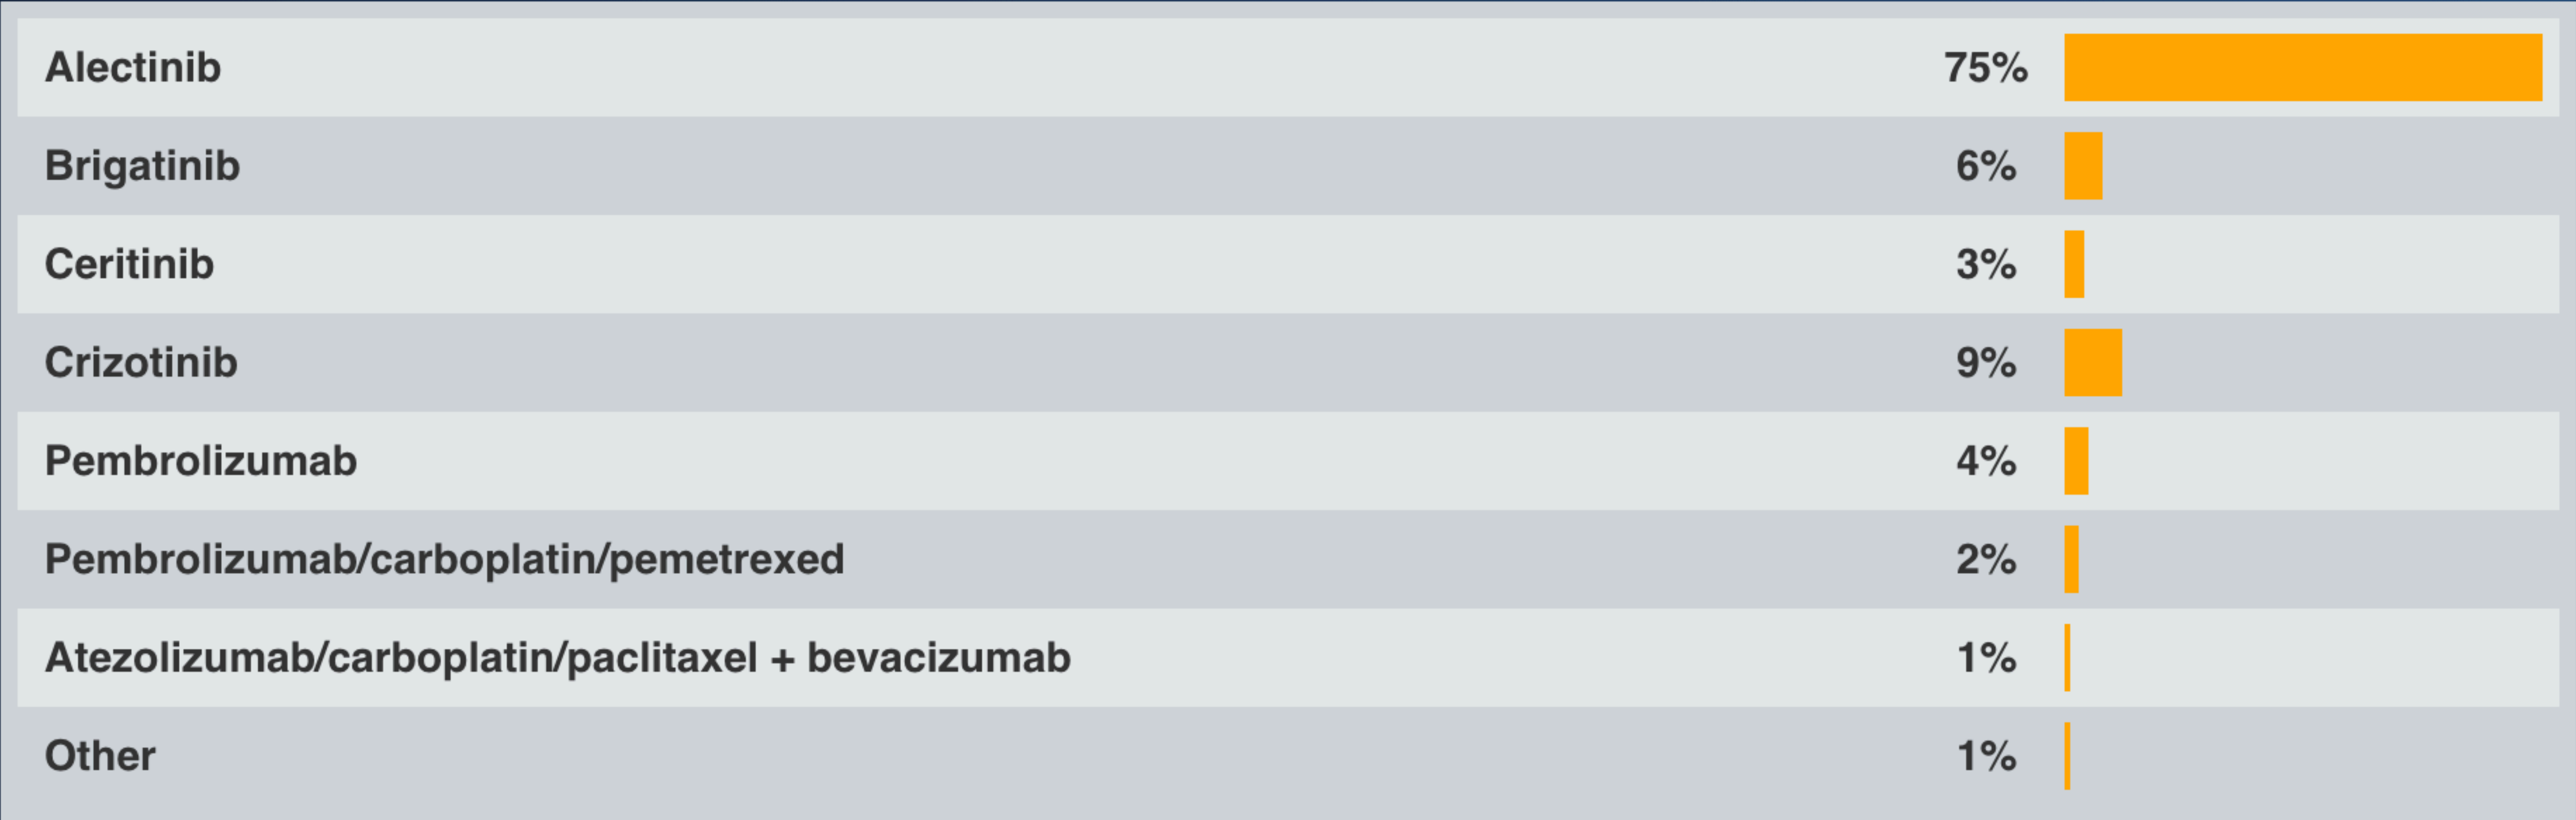 Alectinib 75%
Brigatinib 6%
Ceritinib 3%
Crizotinib 9%
Pembrolizumab 4%
Pembrolizumab/carboplatin/pemetrexed 2%
Atezolizumab/carboplatin/paclitaxel + bevacizumab 1%
Other 1%